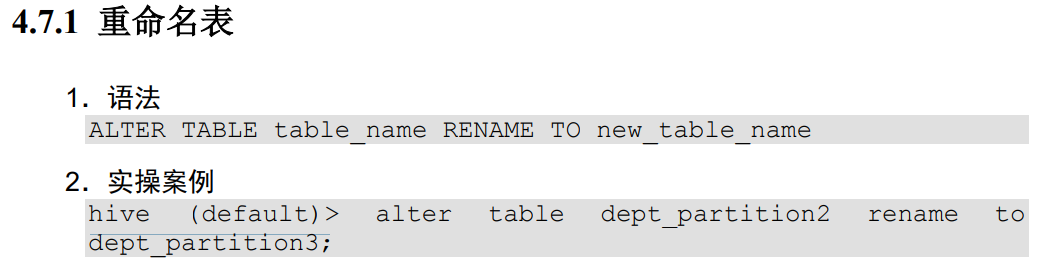 4.7.1 重命名表
1. 语法
ALTER TABLE table_name RENAME TO new_table_name
2. 实操案例
hive (default)> alter table dept_partition2 rename to
dept_partition3;